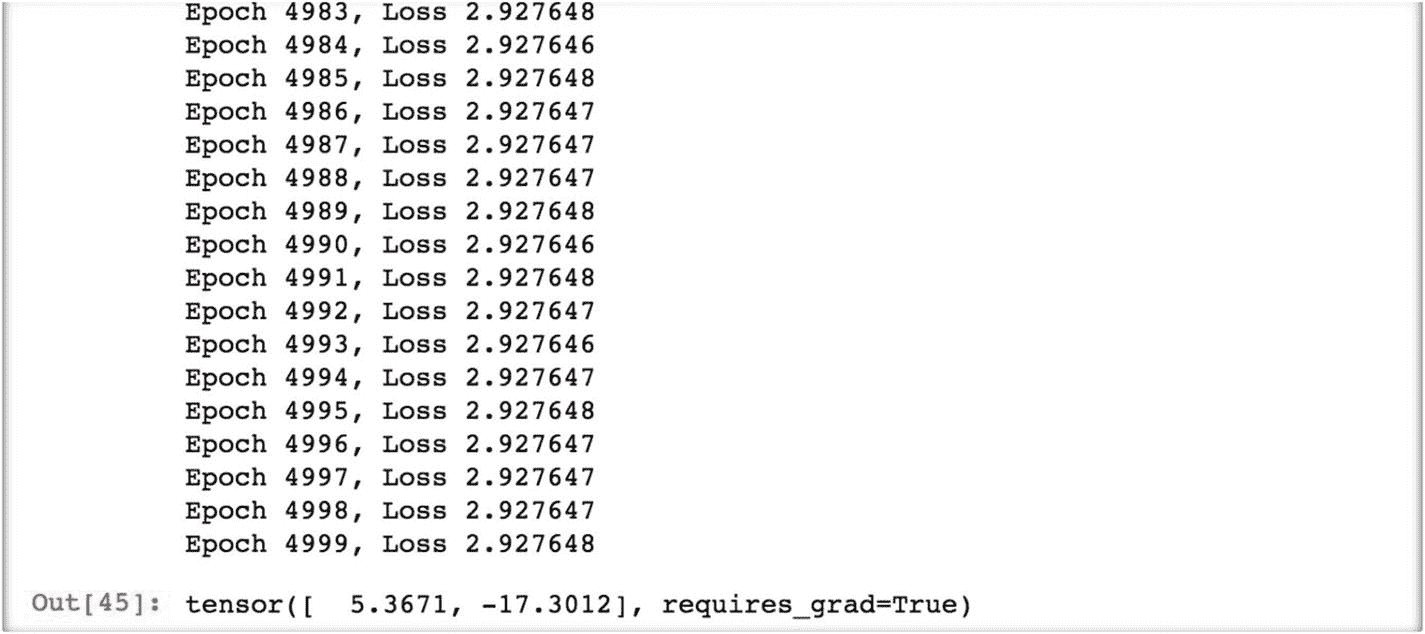 Epoch 4983, Loss 2.927648
Epoch 4984, Loss 2.927646
Epoch 4985, Loss 2.927648
Epoch 4986, Loss 2.927647
Epoch 4987, Loss 2.927647
Epoch 4988, Loss 2.927647
Epoch 4989, Loss 2.927648
Epoch 4990, Loss 2.927646
Epoch 4991, Loss 2.927648
Epoch 4992, Loss 2.927647
Epoch 4993, Loss 2.927646
Epoch 4994, Loss 2.927647
Epoch 4995, Loss 2.927648
Epoch 4996, Loss 2.927647
Epoch 4997, Loss 2.927647
Epoch 4998, Loss 2.927647
Epoch 4999, Loss 2.927648
Out[45]: tensor([  5.3671, -17.3012], requires_grad=True)